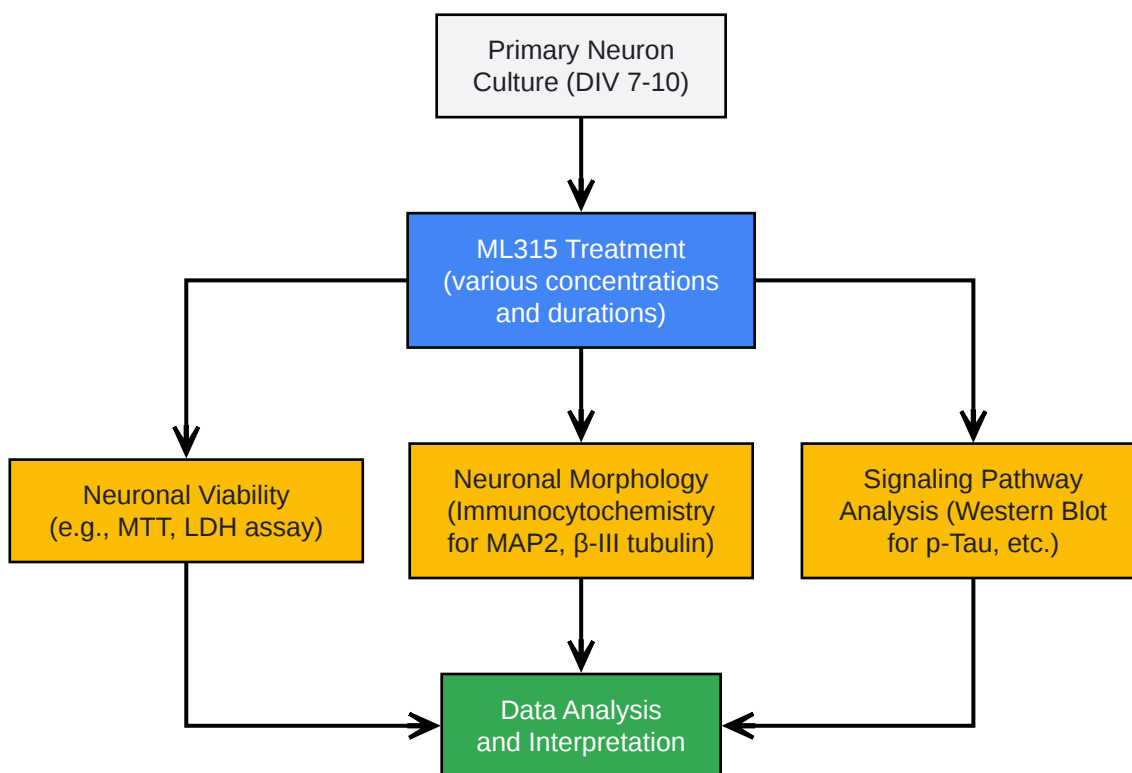 Primary Neuron
Culture (DIV 7-10)
ML315 Treatment
(various concentrations
and durations)
Neuronal Viability
(e.g., MTT, LDH assay)
Neuronal Morphology
(Immunocytochemistry
for MAP2, β-III tubulin)
Signaling Pathway
Analysis (Western Blot
for p-Tau, etc.)
Data Analysis
and Interpretation